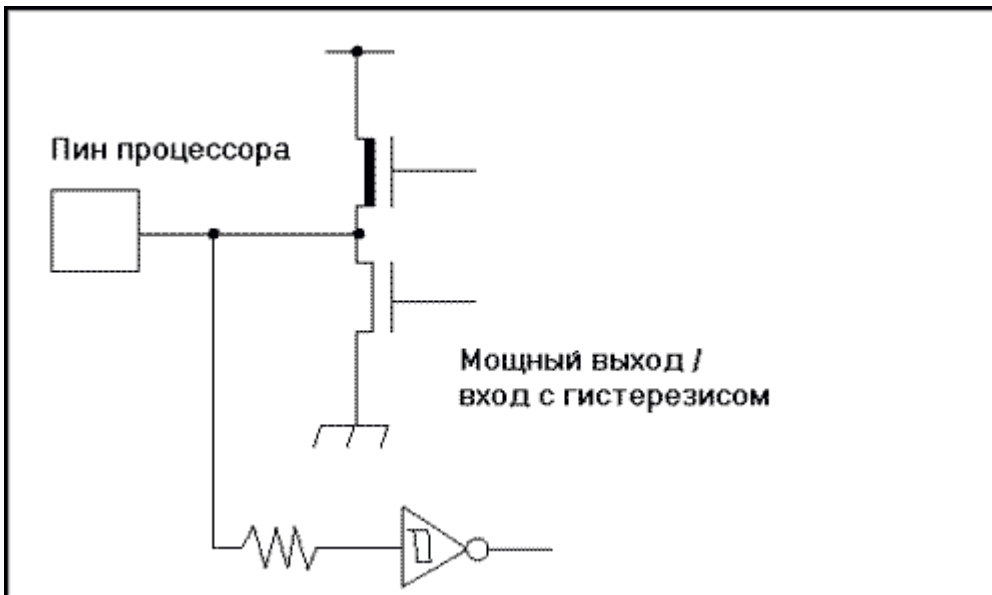 Пин процессора
Мощный выход /
вход с гистерезисом